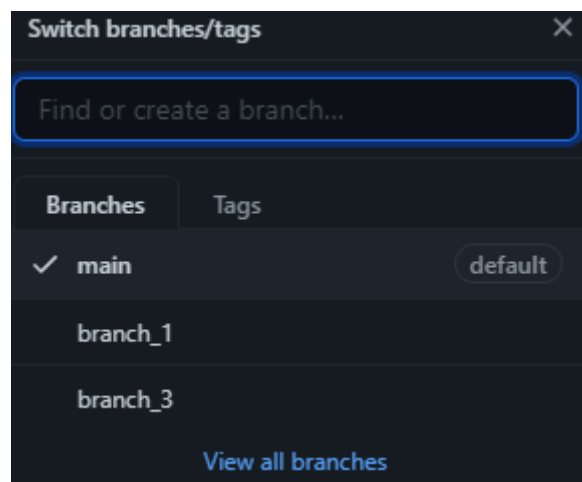 Switch branches/tags
Find or create a branch...
Branches Tags
main default
branch_1
branch_3
View all branches